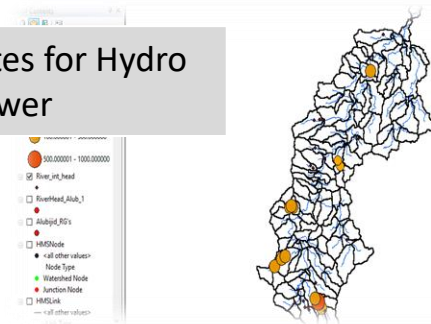 tes for Hydro
wer
500.000001 - 1000.000000
River_int_head
RiverHead_Alub_1
Alubijid_RG's
HMSNode
<all other values>
Node Type
Watershed Node
Junction Node
HMSLink
<all other values>